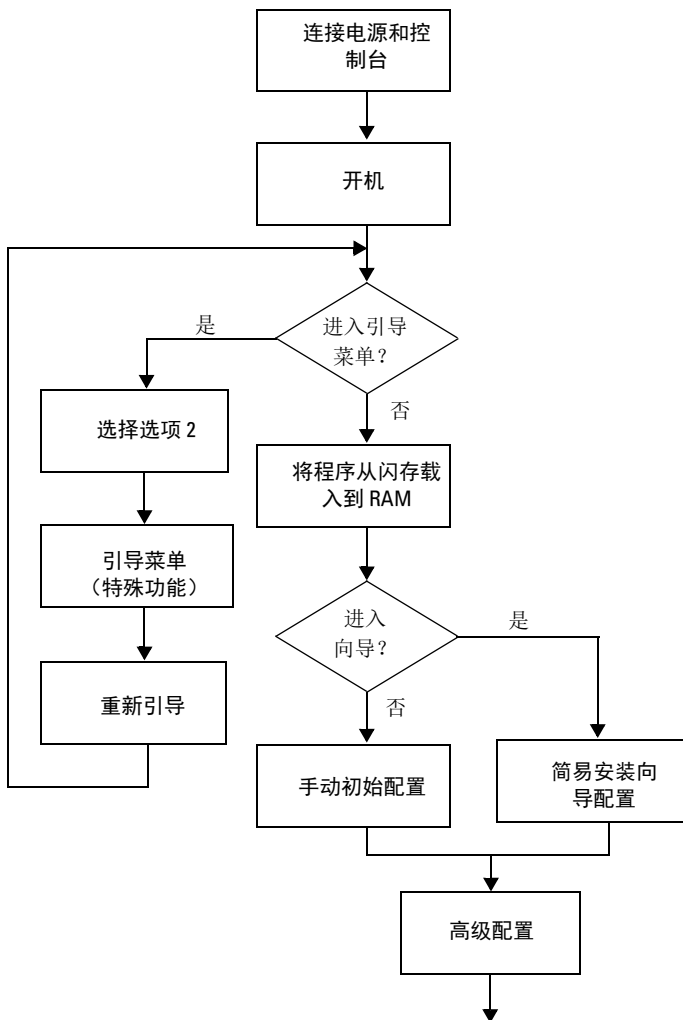 连接电源和控
制台
开机
进入引导
菜单？
是
否
选择选项 2
将程序从闪存载
入到 RAM
引导菜单
（特殊功能）
进入
向导？
是
否
重新引导
手动初始配置
简易安装向
导配置
高级配置